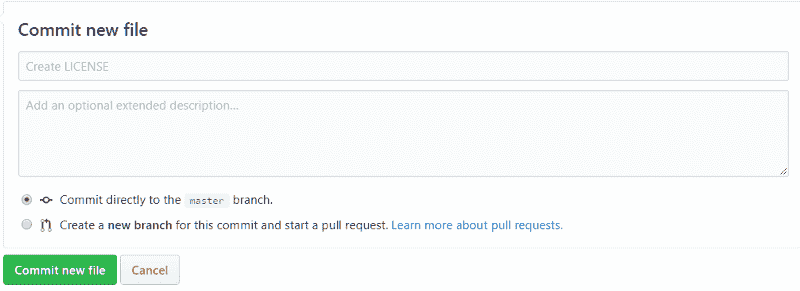 Commit new file
Create LICENSE
Add an optional extended description...
Commit directly to the master branch.
Create a new branch for this commit and start a pull request. Learn more about pull requests.
Commit new file Cancel